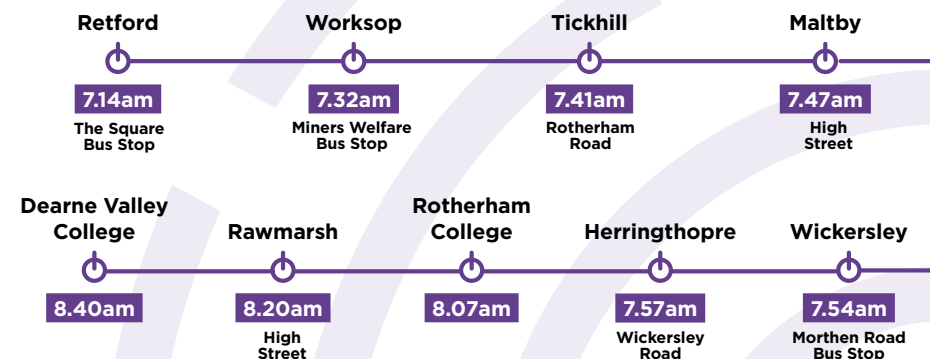 Retford
Worksop
Tickhill
Maltby
7.14am
7.32am
7.41am
7.47am
The Square
Bus Stop
Miners Welfare
Bus Stop
Rotherham
Road
High
Street
Dearne Valley
College
Rawmarsh
Rotherham
College
Herringthopre
Wickersley
8.40am
8.20am
8.07am
7.57am
7.54am
High
Street
Wickersley
Road
Morthen Road
Bus Stop